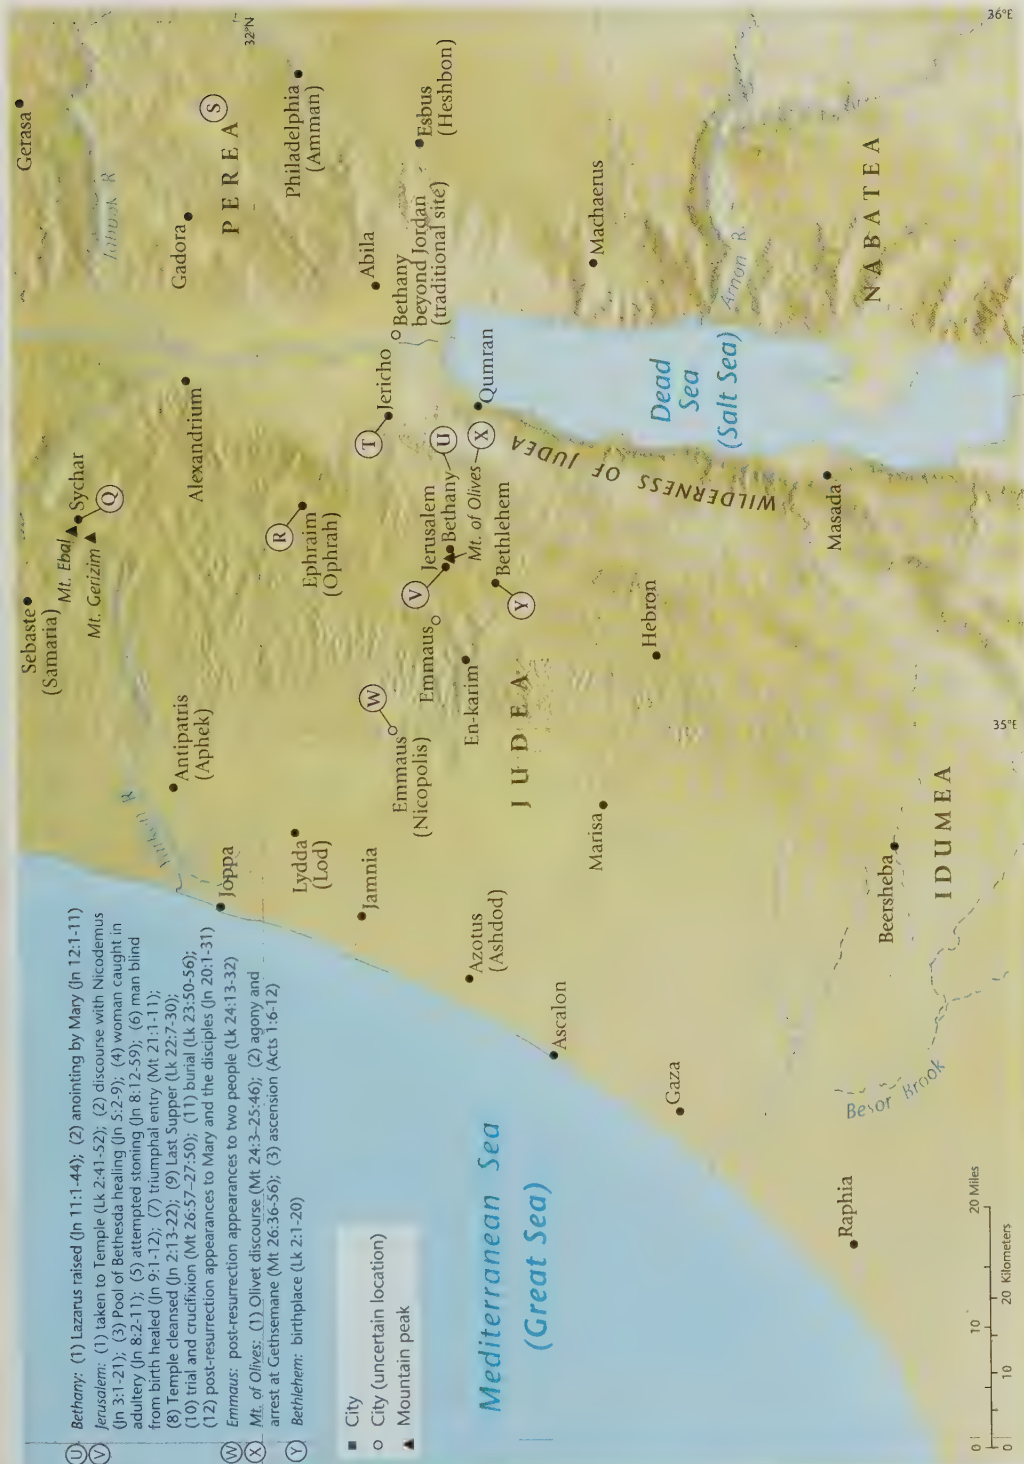 U Bethany: (1) Lazarus raised (Jn 11:1-44); (2) anointing by Mary (Jn 12:1-11)
V Jerusalem: (1) taken to Temple (Lk 2:41-52); (2) discourse with Nicodemus
(Jn 3:1-21); (3) Pool of Bethesda healing (Jn 5:2-9); (4) woman caught in
adultery (Jn 8:2-11); (5) attempted stoning (Jn 8:12-59); (6) man blind
from birth healed (Jn 9:1-12); (7) triumphal entry (Mt 21:1-11);
(8) Temple cleansed (Jn 2:13-22); (9) Last Supper (Lk 22:7-30);
(10) trial and crucifixion (Mt 26:57–27:50); (11) burial (Lk 23:50-56);
(12) post-resurrection appearances to Mary and the disciples (Jn 20:1-31)
W Emmaus: post-resurrection appearances to two people (Lk 24:13-32)
X Mt. of Olives: (1) Olivet discourse (Mt 24:3–25:46); (2) agony and
arrest at Gethsemane (Mt 26:36-56); (3) ascension (Acts 1:6-12)
Y Bethlehem: birthplace (Lk 2:1-20)
City
City (uncertain location)
Mountain peak
Mediterranean Sea
(Great Sea)
0 10 20 Miles
0 10 20 Kilometers
Sebaste
(Samaria)
Mt. Ebal
Mt. Gerizim
Sychar
Q
Gerasa
Jabbok R
Antipatris
(Aphek)
Alexandrium
Gadora
PEREA
S
32°N
Joppa
Lydda
(Lod)
R
Ephraim
(Ophrah)
Philadelphia
(Amman)
Jamnia
W
Emmaus
(Nicopolis)
T
Jericho
Abila
Bethany
beyond Jordan
(traditional site)
Esbus
(Heshbon)
V
Emmaus
Jerusalem
Bethany
U
Mt. of Olives
X
En-karim
Qumran
Azotus
(Ashdod)
JUDEA
Y
Bethlehem
WILDERNESS OF JUDEA
Ascalon
Marisa
Hebron
Machaerus
Dead
Sea
(Salt Sea)
Arnon R.
Gaza
Masada
NABATEA
Raphia
Besor Brook
Beersheba
IDUMEA
35°E
36°E